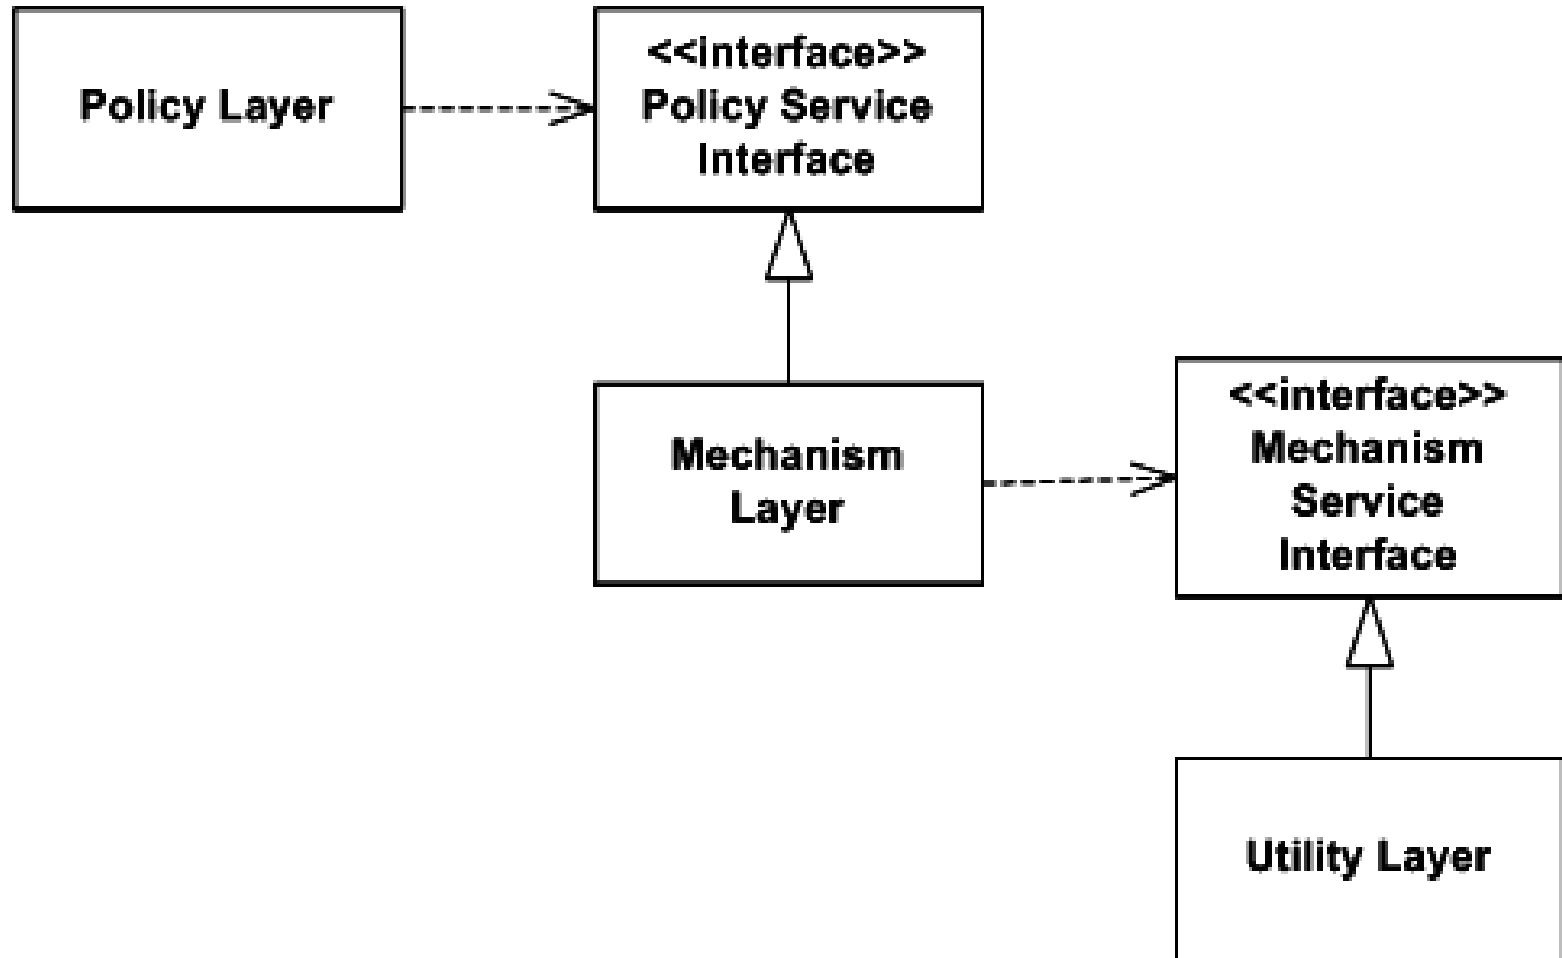 Policy Layer
<<interface>>
Policy Service
Interface
Mechanism
Layer
<<interface>>
Mechanism
Service
Interface
Utility Layer